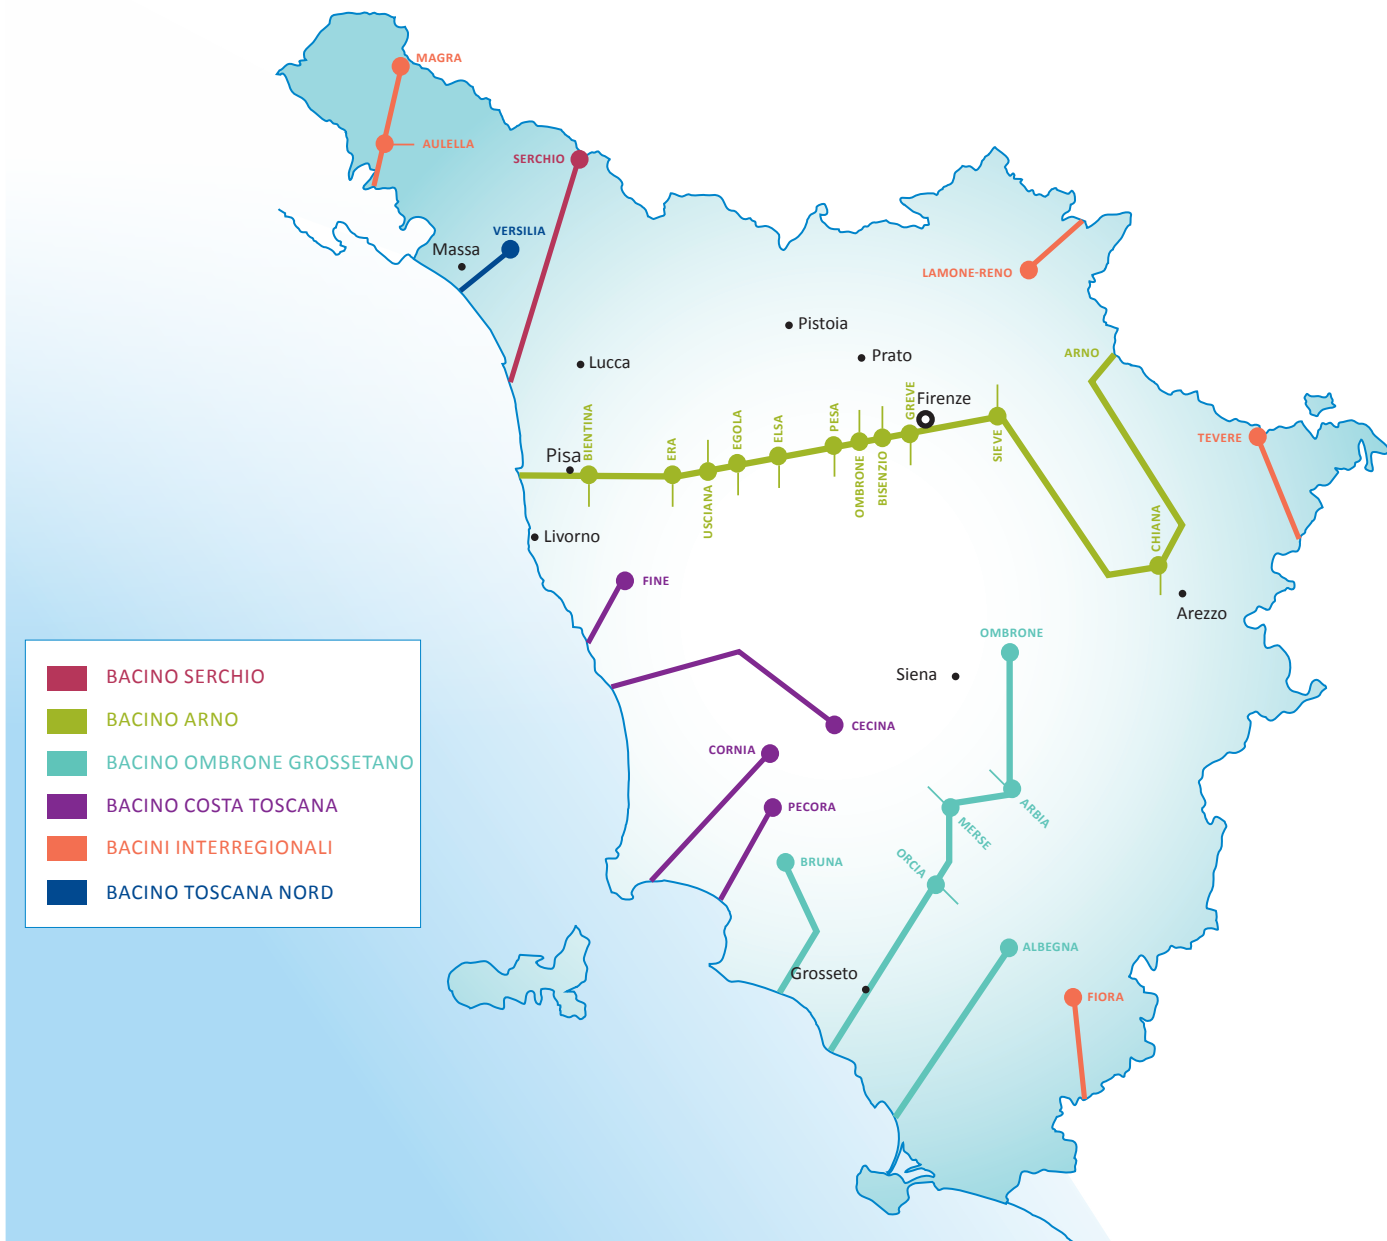 MAGRA
AULELLA
SERCHIO
VERSILIA
Massa
LAMONE-RENO
Pistoia
Prato
Lucca
ARNO
Firenze
GREVE
BIENTINA
ERA
USCIANA
EGOLA
ELSA
PESA
OMBRONE
BISENZIO
SIEVE
TEVERE
Pisa
Livorno
CHIANA
Arezzo
FINE
OMBRONE
Siena
CECINA
CORNIA
PECORA
ARBIA
MERSE
ORCIA
BRUNA
ALBEGNA
Grosseto
FIORA
BACINO SERCHIO
BACINO ARNO
BACINO OMBRONE GROSSETANO
BACINO COSTA TOSCANA
BACINI INTERREGIONALI
BACINO TOSCANA NORD